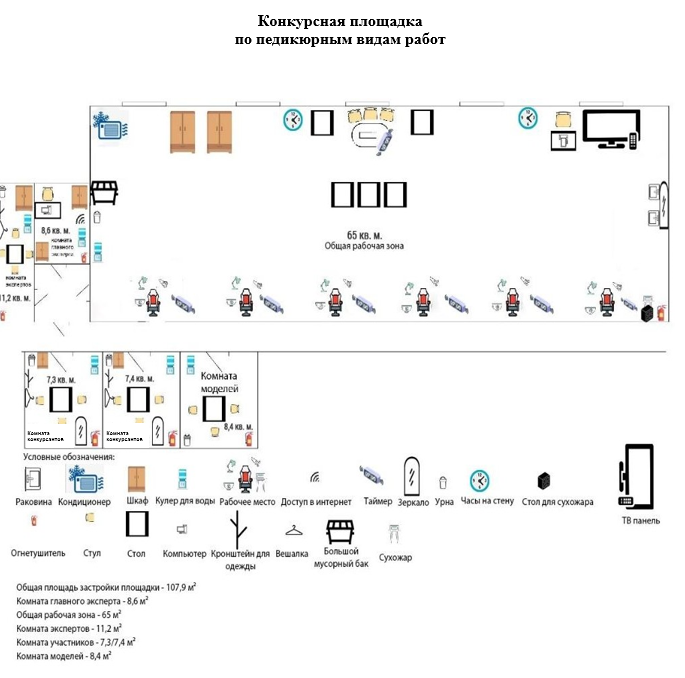 Конкурсная площадка
по педикюрным видам работ
8,6 кв. м.
комната
главного
эксперта
65 кв. м.
Общая рабочая зона
комната
экспертов
11,2 кв. м.
7,3 кв. м.
7,4 кв. м.
Комната
моделей
8,4 кв. м.
Комната
конкурсантов
Комната
конкурсантов
Условные обозначения:
Раковина
Кондиционер
Шкаф
Кулер для воды
Рабочее место
Доступ в интернет
Таймер
Зеркало
Урна
Часы на стену
Стол для сухожара
ТВ панель
Огнетушитель
Стул
Стол
Компьютер
Кронштейн для
одежды
Вешалка
Большой
мусорный бак
Сухожар
Общая площадь застройки площадки - 107,9 м²
Комната главного эксперта - 8,6 м²
Общая рабочая зона - 65 м²
Комната экспертов - 11,2 м²
Комната участников - 7,3/7,4 м²
Комната моделей - 8,4 м²